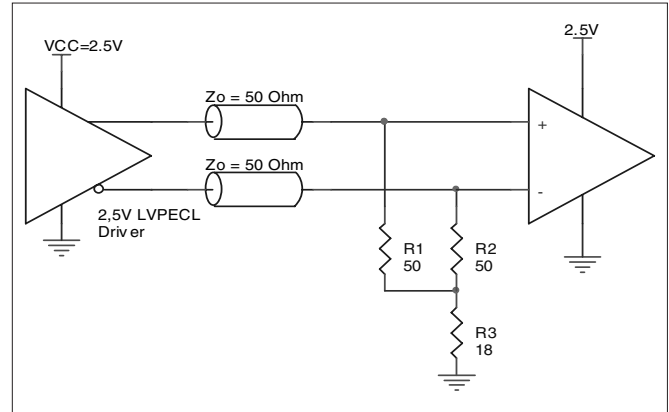 VCC=2.5V
2.5V
Zo = 50 Ohm
+
Zo = 50 Ohm
-
2,5V LVPECL
Driver
R1
50
R2
50
R3
18